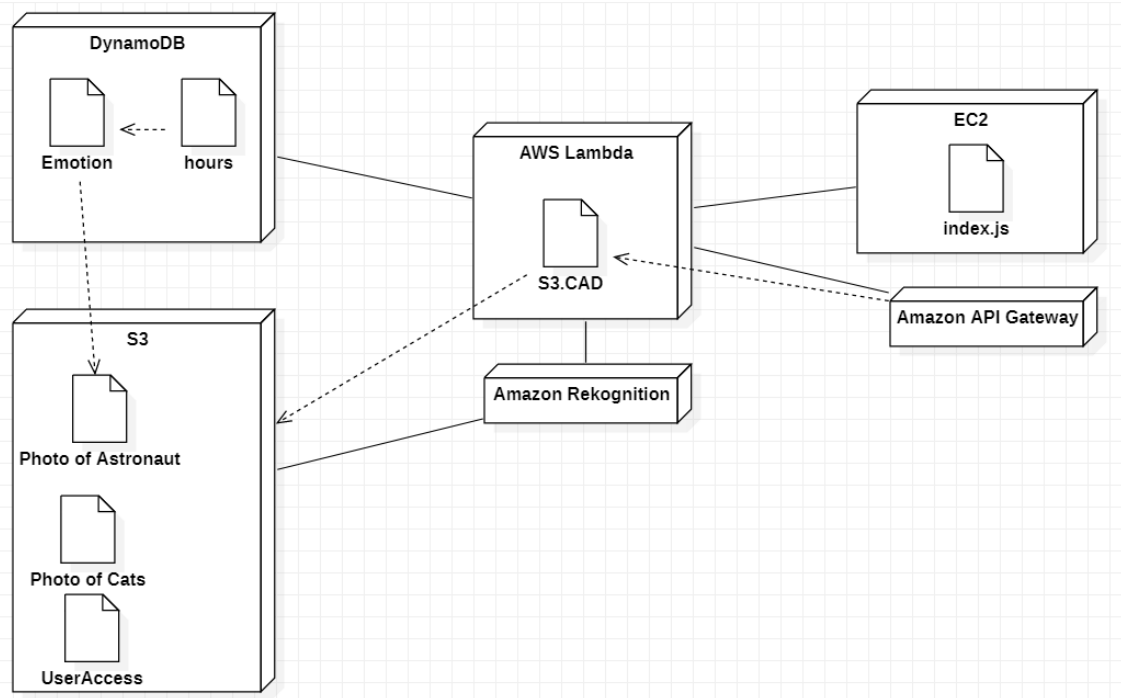 DynamoDB
Emotion
hours
AWS Lambda
S3.CAD
EC2
index.js
Amazon API Gateway
Amazon Rekognition
S3
Photo of Astronaut
Photo of Cats
UserAccess